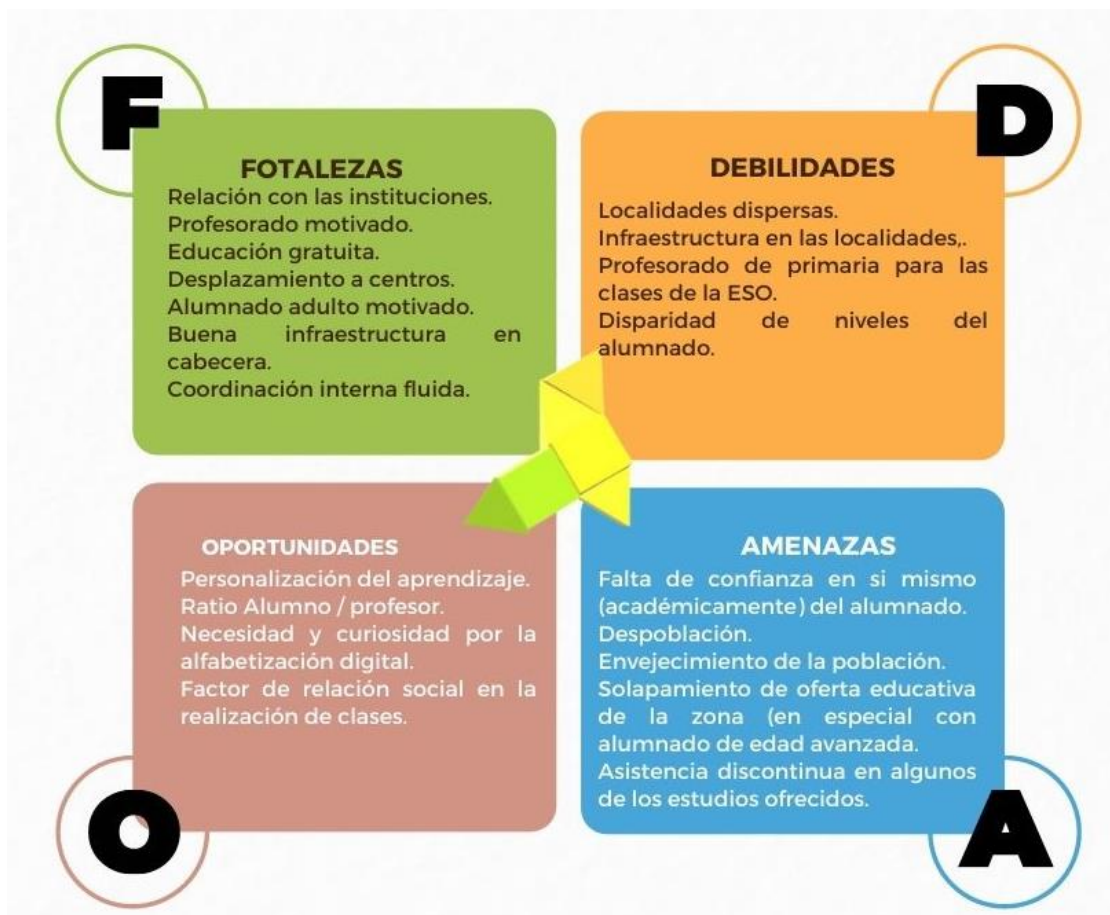 F
FOTALEZAS
Relación con las instituciones.
Profesorado motivado.
Educación gratuita.
Desplazamiento a centros.
Alumnado adulto motivado.
Buena infraestructura en
cabecera.
Coordinación interna fluida.
D
DEBILIDADES
Localidades dispersas.
Infraestructura en las localidades,.
Profesorado de primaria para las
clases de la ESO.
Disparidad de niveles del
alumnado.
OPORTUNIDADES
Personalización del aprendizaje.
Ratio Alumno / profesor.
Necesidad y curiosidad por la
alfabetización digital.
Factor de relación social en la
realización de clases.
O
AMENAZAS
Falta de confianza en si mismo
(académicamente) del alumnado.
Despoblación.
Envejecimiento de la población.
Solapamiento de oferta educativa
de la zona (en especial con
alumnado de edad avanzada.
Asistencia discontinua en algunos
de los estudios ofrecidos.
A